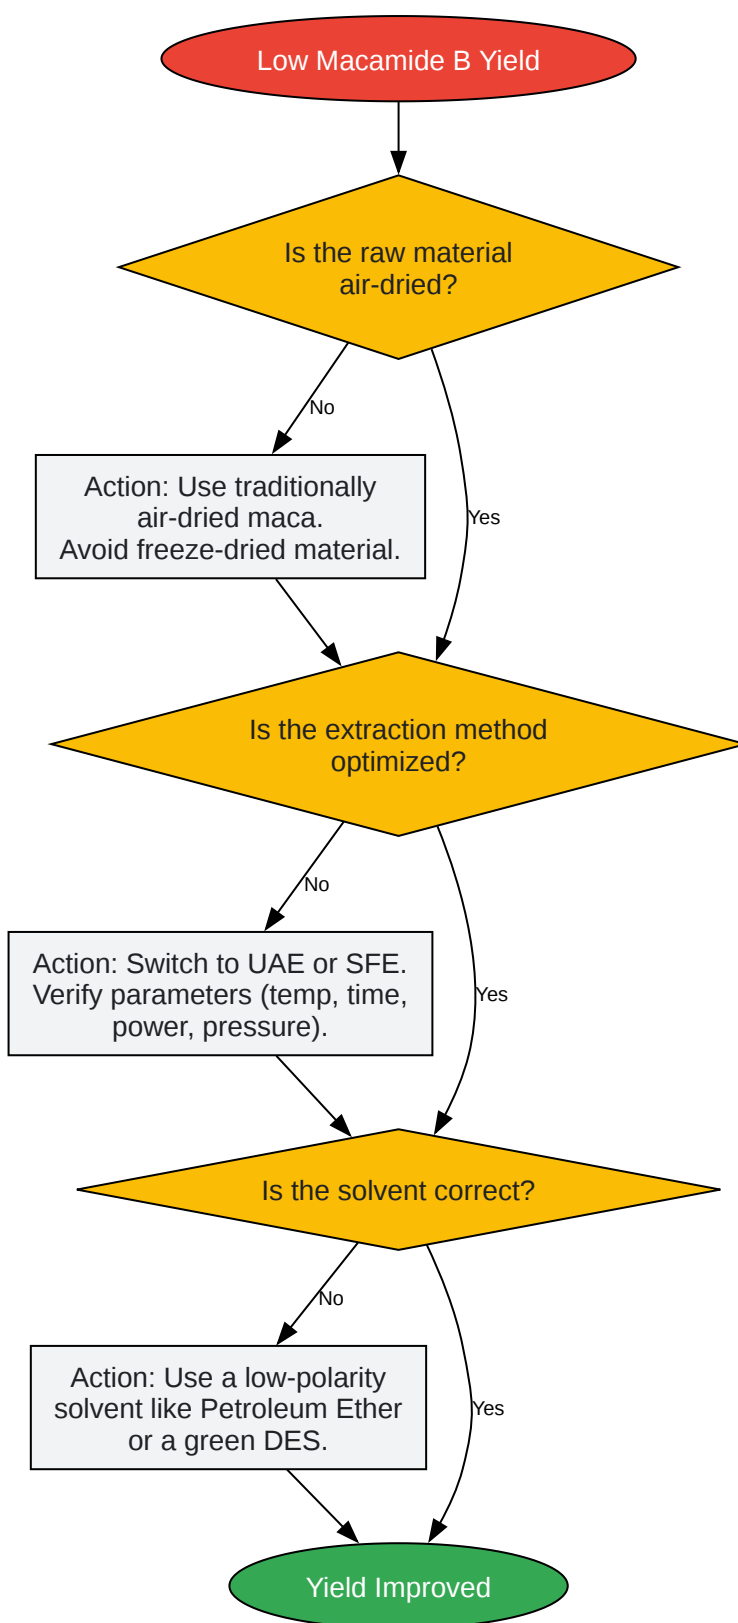 Low Macamide B Yield
Is the raw material
air-dried?
No
Action: Use traditionally
air-dried maca.
Avoid freeze-dried material.
Yes
Is the extraction method
optimized?
No
Action: Switch to UAE or SFE.
Verify parameters (temp, time,
power, pressure).
Yes
Is the solvent correct?
No
Action: Use a low-polarity
solvent like Petroleum Ether
or a green DES.
Yes
Yield Improved